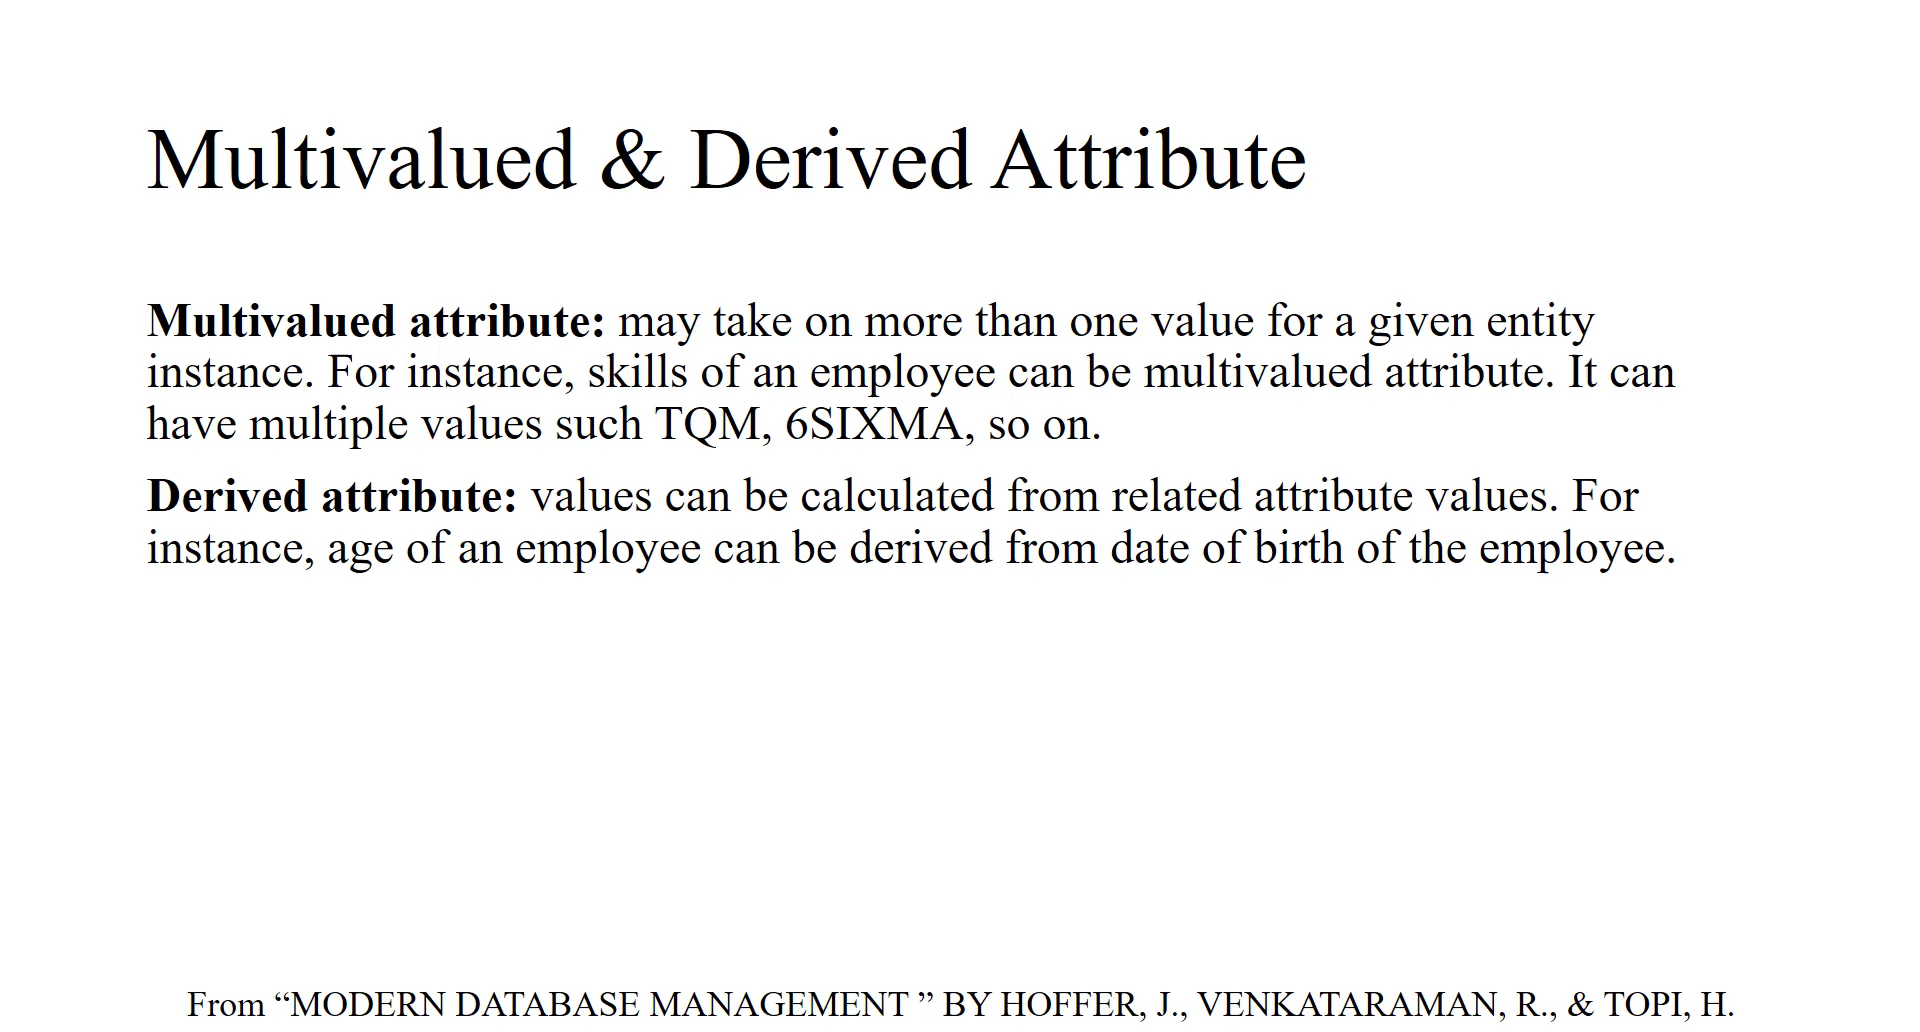 Multivalued & Derived Attribute
Multivalued attribute: may take on more than one value for a given entity
instance. For instance, skills of an employee can be multivalued attribute. It can
have multiple values such TQM, 6SIXMA, so on.
Derived attribute: values can be calculated from related attribute values. For
instance, age of an employee can be derived from date of birth of the employee.
From “MODERN DATABASE MANAGEMENT ” BY HOFFER, J., VENKATARAMAN, R., & TOPI, H.